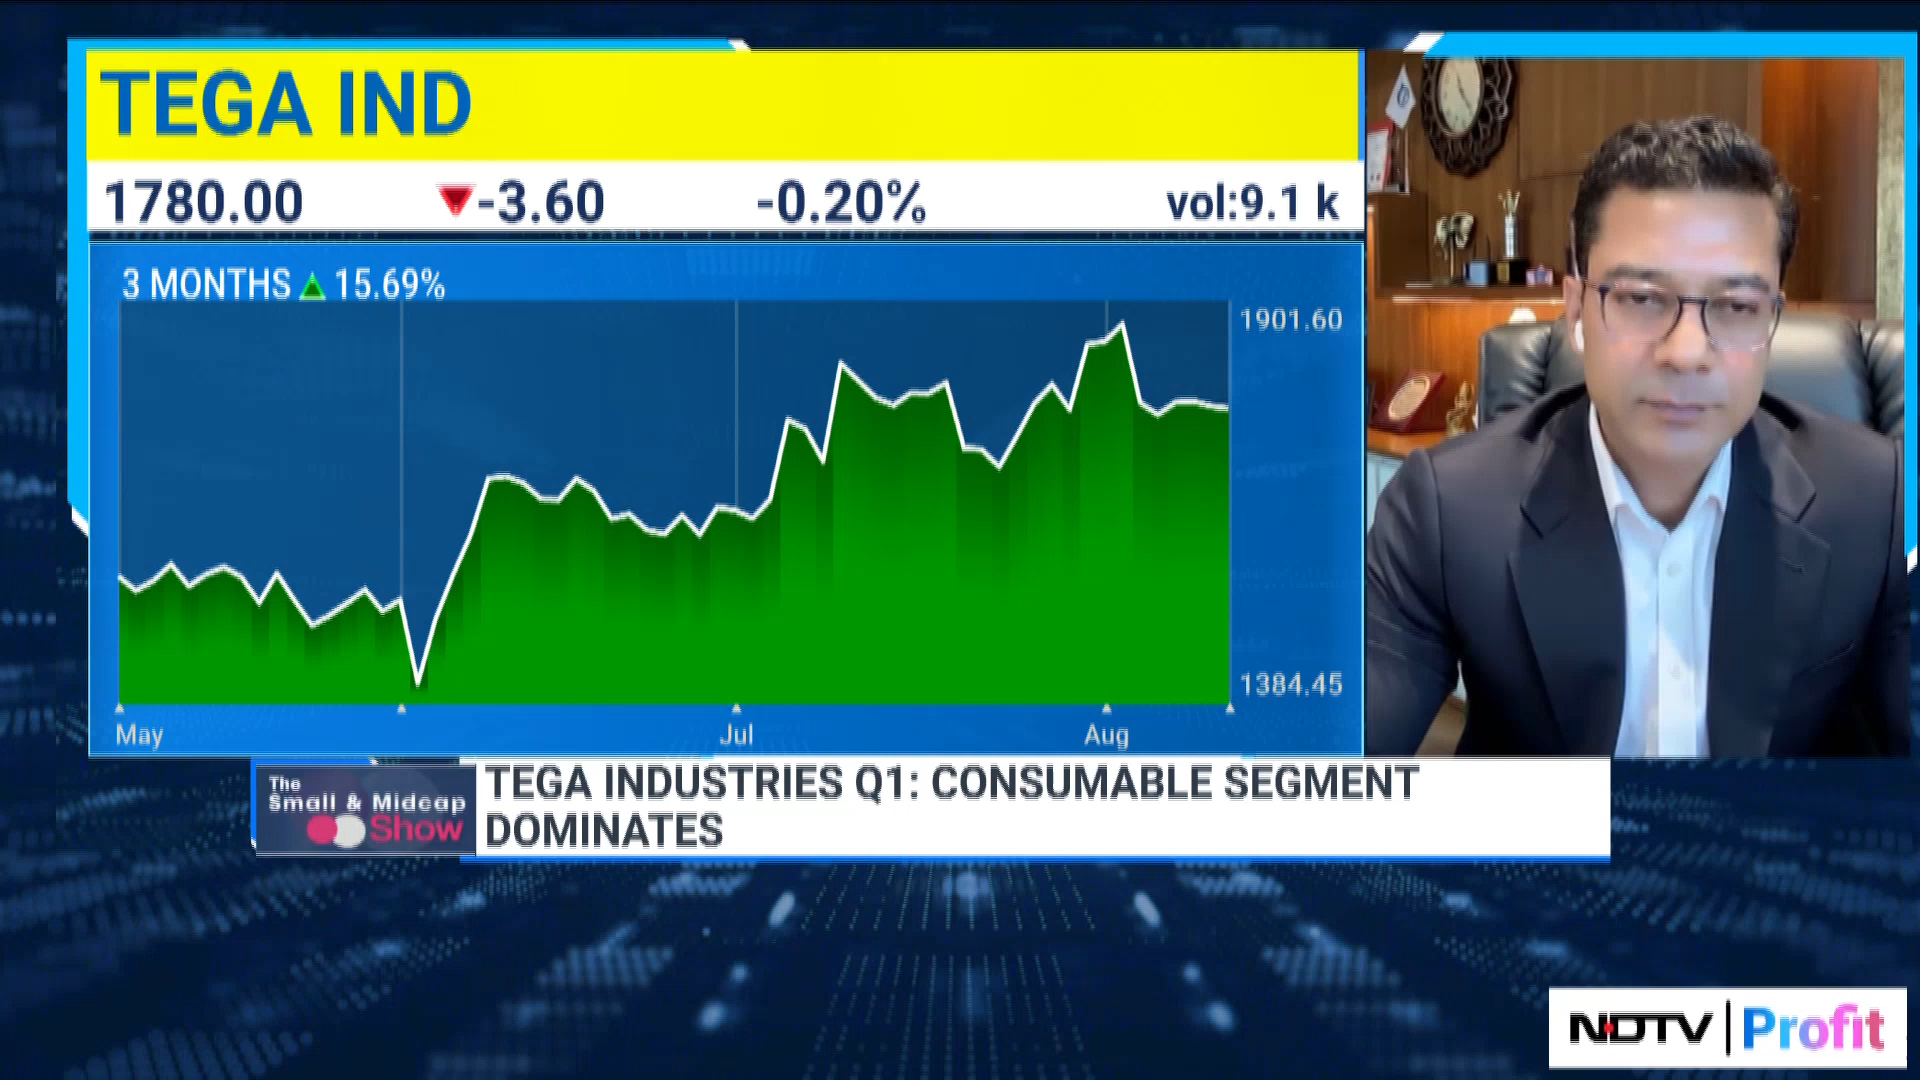 TEGA IND
1780.00 -3.60 -0.20% vol:9.1 k
3 MONTHS 15.69%
1901.60
1384.45
May Jul Aug
The
Small & Midcap
Show
TEGA INDUSTRIES Q1: CONSUMABLE SEGMENT
DOMINATES
NDTV Profit